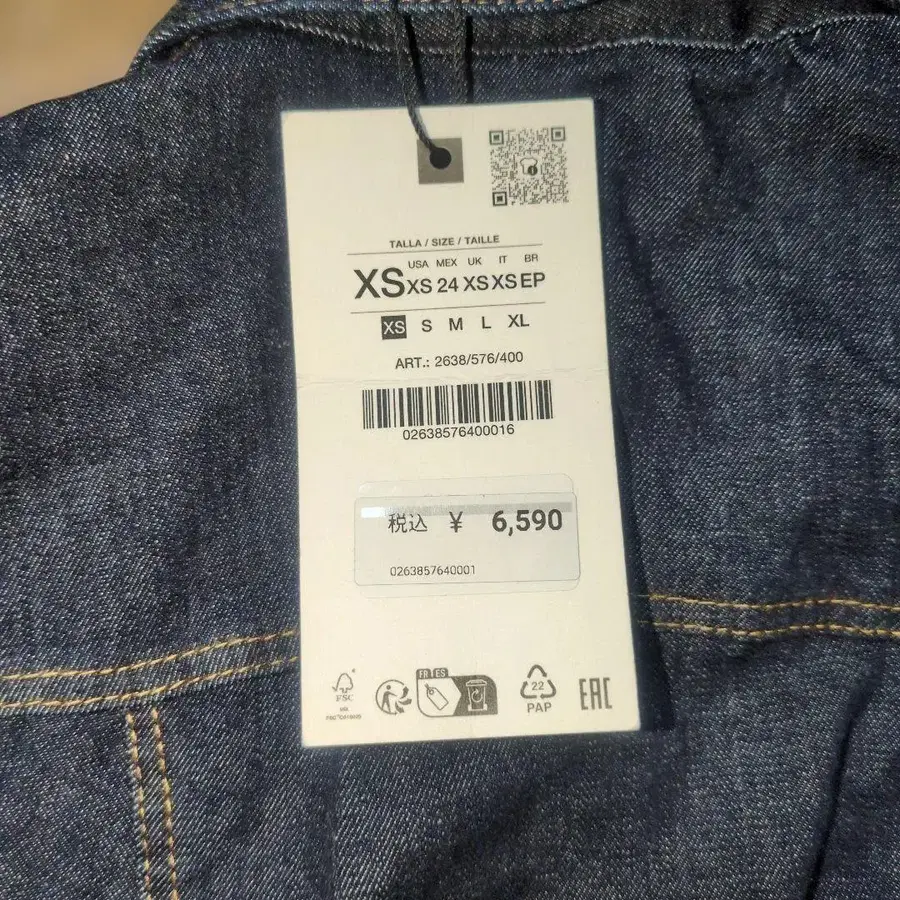 TALLA / SIZE / TAILLE
USA MEX UK IT BR
XS XS 24 XS XS EP
XS S M L XL
ART.: 2638/576/400
02638576400016
税込 ¥ 6,590
0263857640001
FR ES
FSC
22
PAP
EAC